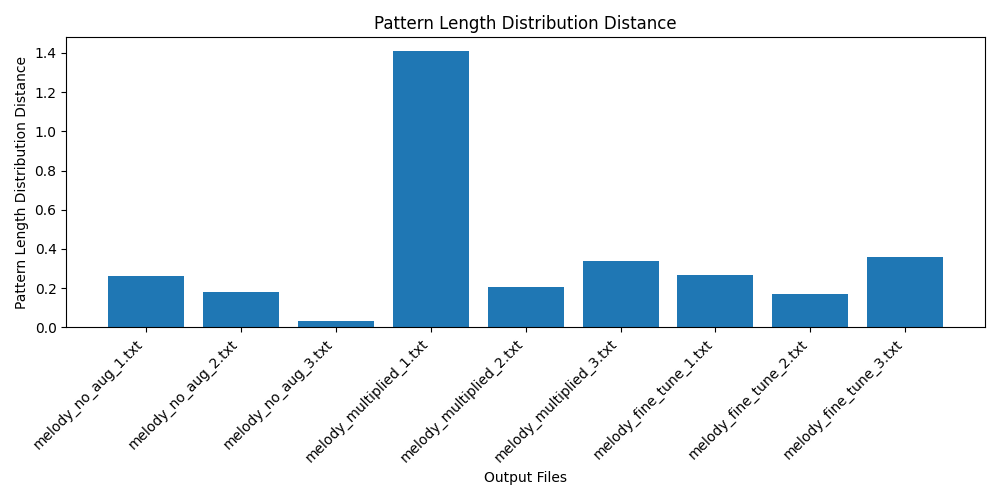 Pattern Length Distribution Distance
Pattern Length Distribution Distance
1.4
1.2
1.0
0.8
0.6
0.4
0.2
0.0
melody_no_aug_1.txt
melody_no_aug_2.txt
melody_no_aug_3.txt
melody_multiplied_1.txt
melody_multiplied_2.txt
melody_multiplied_3.txt
melody_fine_tune_1.txt
melody_fine_tune_2.txt
melody_fine_tune_3.txt
Output Files